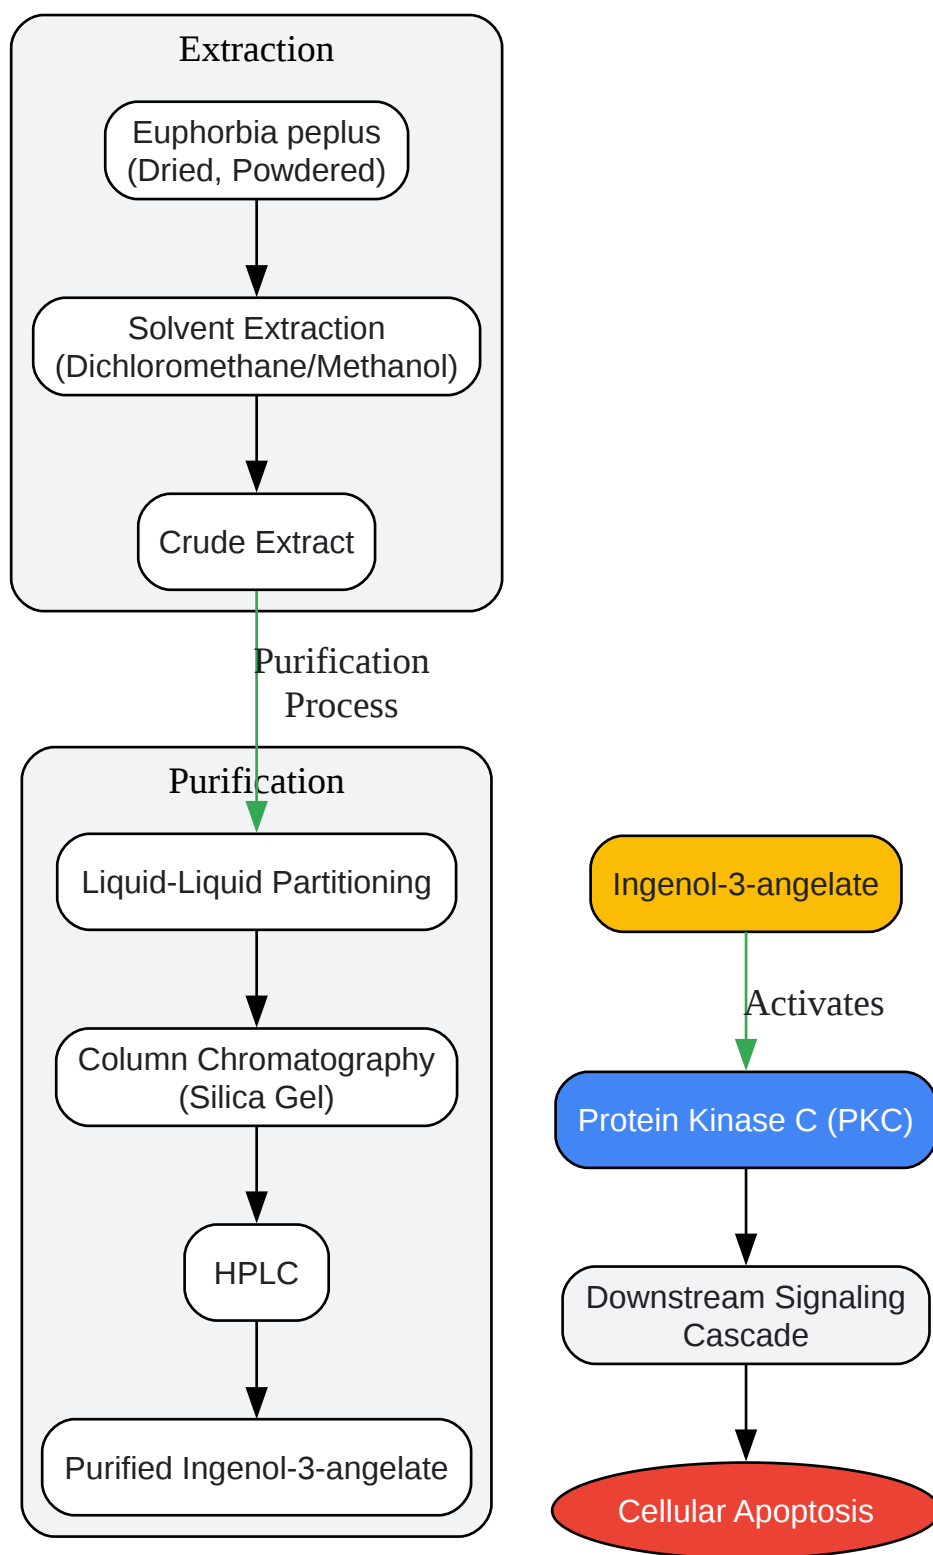 Extraction
Euphorbia peplus
(Dried, Powdered)
Solvent Extraction
(Dichloromethane/Methanol)
Crude Extract
Purification
Process
Purification
Liquid-Liquid Partitioning
Column Chromatography
(Silica Gel)
HPLC
Purified Ingenol-3-angelate
Ingenol-3-angelate
Activates
Protein Kinase C (PKC)
Downstream Signaling
Cascade
Cellular Apoptosis